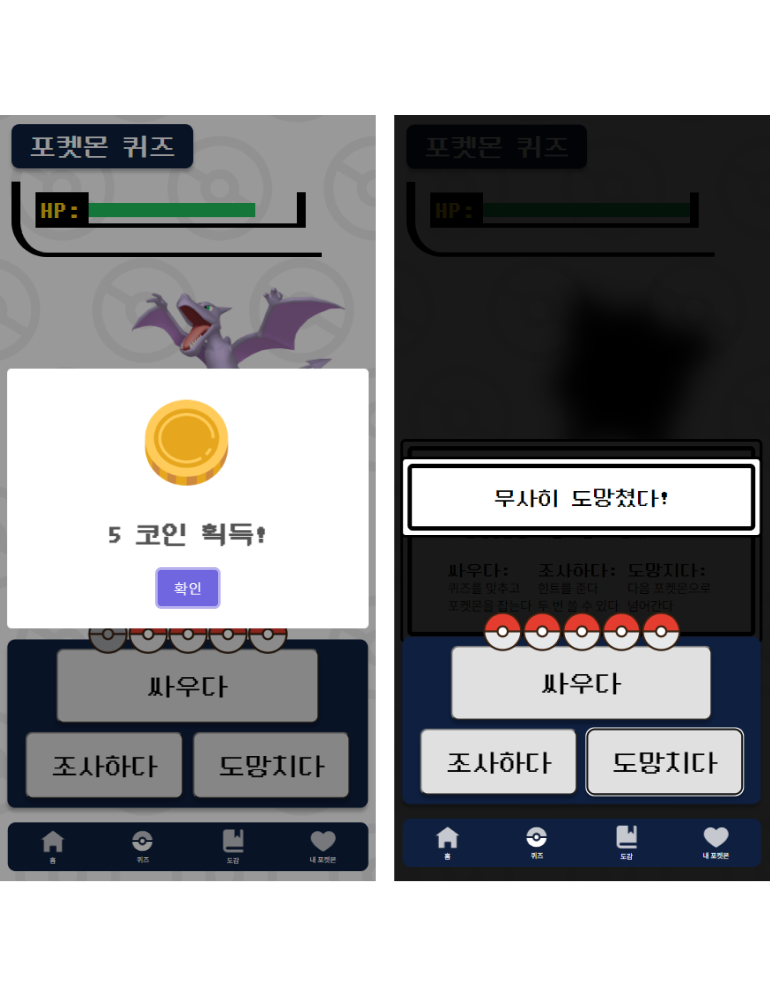 포켓몬 퀴즈
HP:
5 코인 획득!
확인
싸우다
조사하다
도망치다
홈
퀴즈
도감
내 포켓몬
포켓몬 퀴즈
HP:
무사히 도망쳤다!
싸우다: 조사하다: 도망치다:
퀴즈를 맞추고 힌트를 준다 다음 포켓몬으로
포켓몬을 잡는다 두 번 쓸 수 있다 넘어간다
싸우다
조사하다
도망치다
홈
퀴즈
도감
내 포켓몬